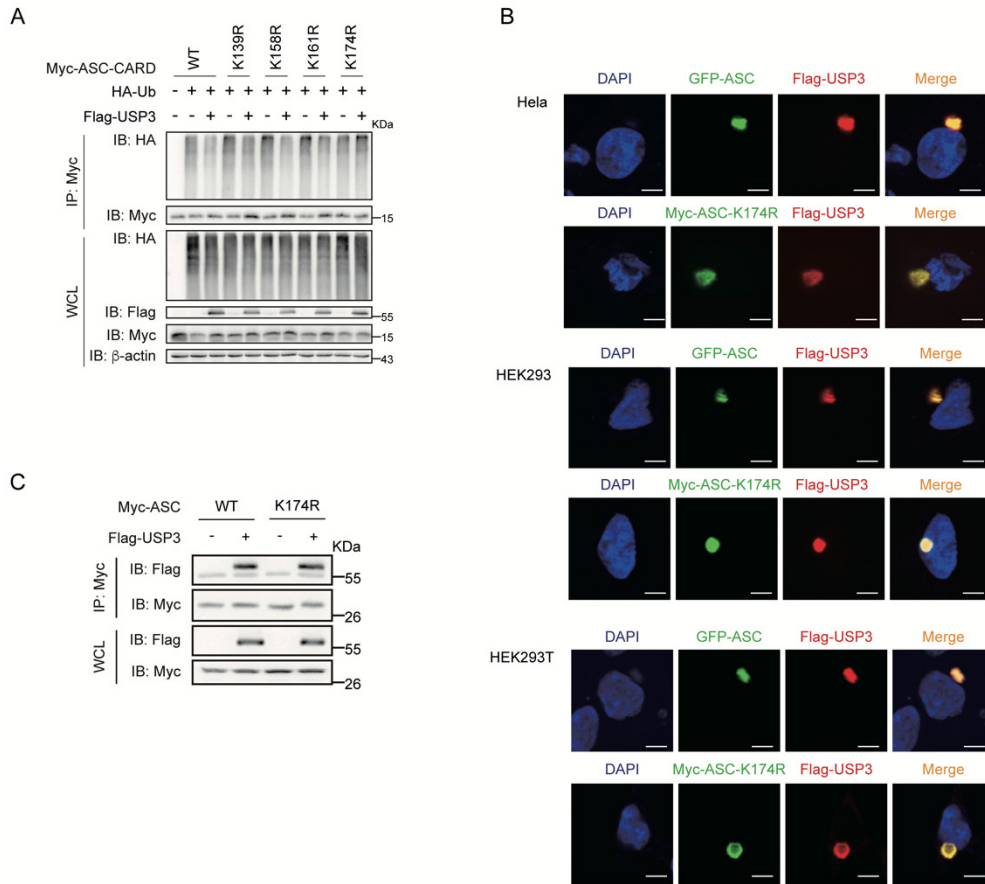 A
Myc-ASC-CARD WT K139R K158R K161R K174R
HA-Ub - + + + + + + + + + +
Flag-USP3 - - + - + - + - + - + KDa
IP: Myc
IB: HA
IB: Myc 15
WCL
IB: HA
IB: Flag 55
IB: Myc 15
IB: β-actin 43
B
Hela
DAPI GFP-ASC Flag-USP3 Merge
DAPI Myc-ASC-K174R Flag-USP3 Merge
HEK293
DAPI GFP-ASC Flag-USP3 Merge
DAPI Myc-ASC-K174R Flag-USP3 Merge
HEK293T
DAPI GFP-ASC Flag-USP3 Merge
DAPI Myc-ASC-K174R Flag-USP3 Merge
C
Myc-ASC WT K174R
Flag-USP3 - + - + KDa
IP: Myc
IB: Flag 55
IB: Myc 26
WCL
IB: Flag 55
IB: Myc 26